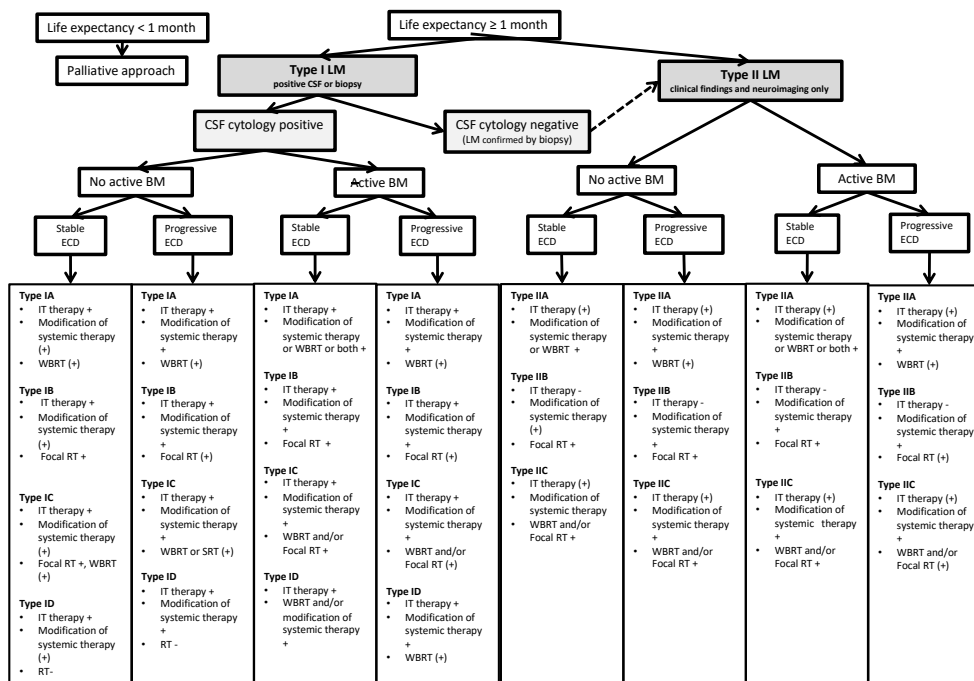 Life expectancy < 1 month
Life expectancy ≥ 1 month
Palliative approach
Type I LM
positive CSF or biopsy)
Type II LM
clinical findings and neuroimaging only)
CSF cytology positive
CSF cytology negative
(LM confirmed by biopsy)
No active BM
Active BM
No active BM
Active BM
Stable
ECD
Progressive
ECD
Stable
ECD
Progressive
ECD
Stable
ECD
Progressive
ECD
Stable
ECD
Progressive
ECD
Type IA
• IT therapy +
• Modification of
systemic therapy
(+)
• WBRT (+)
Type IB
• IT therapy +
• Modification of
systemic therapy
(+)
• Focal RT +
Type IC
• IT therapy +
• Modification of
systemic therapy
(+)
• Focal RT +, WBRT
(+)
Type ID
• IT therapy +
• Modification of
systemic therapy
(+)
• RT-
Type IA
• IT therapy +
• Modification of
systemic therapy
+
• WBRT (+)
Type IB
• IT therapy +
• Modification of
systemic therapy
+
• Focal RT (+)
Type IC
• IT therapy +
• Modification of
systemic therapy
+
• WBRT or SRT (+)
Type ID
• IT therapy +
• Modification of
systemic therapy
+
• RT -
Type IA
• IT therapy +
• Modification of
systemic therapy
or WBRT or both +
Type IB
• IT therapy +
• Modification of
systemic therapy
+
• Focal RT +
Type IC
• IT therapy +
• Modification of
systemic therapy
+
• WBRT and/or
Focal RT +
Type ID
• IT therapy +
• WBRT and/or
modification of
systemic therapy
+
Type IA
• IT therapy +
• Modification of
systemic therapy
+
• WBRT (+)
Type IB
• IT therapy +
• Modification of
systemic therapy
+
• Focal RT (+)
Type IC
• IT therapy +
• Modification of
systemic therapy
+
• WBRT and/or
Focal RT (+)
Type ID
• IT therapy +
• Modification of
systemic therapy
+
• WBRT (+)
Type IIA
• IT therapy (+)
• Modification of
systemic therapy
or WBRT +
Type IIB
• IT therapy -
• Modification of
systemic therapy
(+)
• Focal RT +
Type IIC
• IT therapy (+)
• Modification of
systemic therapy
• WBRT and/or
Focal RT +
Type IIA
• IT therapy (+)
• Modification of
systemic therapy
+
• WBRT (+)
Type IIB
• IT therapy -
• Modification of
systemic therapy
+
• Focal RT (+)
Type IIC
• IT therapy (+)
• Modification of
systemic therapy
+
• WBRT and/or
Focal RT +
Type IIA
• IT therapy (+)
• Modification of
systemic therapy
or WBRT or both +
Type IIB
• IT therapy -
• Modification of
systemic therapy
+
• Focal RT +
Type IIC
• IT therapy (+)
• Modification of
systemic therapy
+
• WBRT and/or
Focal RT +
Type IIA
• IT therapy (+)
• Modification of
systemic therapy
+
• WBRT (+)
Type IIB
• IT therapy -
• Modification of
systemic therapy
+
• Focal RT (+)
Type IIC
• IT therapy (+)
• Modification of
systemic therapy
+
• WBRT and/or
Focal RT (+)